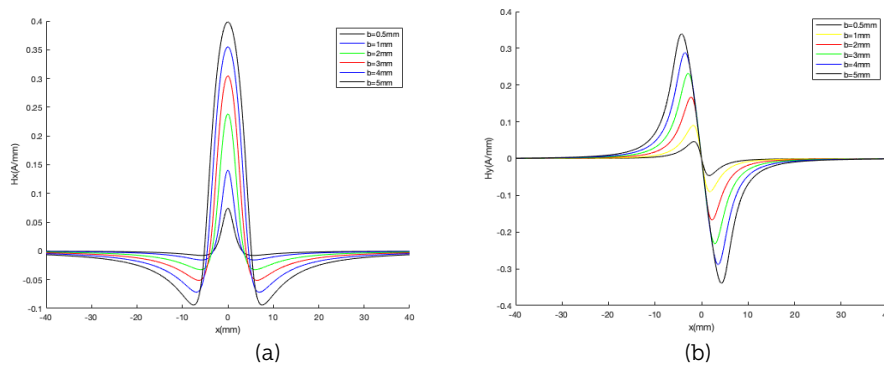 0.4
0.35
0.3
0.25
0.2
0.15
0.1
0.05
0
-0.05
-0.1
Hx(A/mm)
-40
-30
-20
-10
0
10
20
30
40
x(mm)
b=0.5mm
b=1mm
b=2mm
b=3mm
b=4mm
b=5mm
(a)
0.4
0.3
0.2
0.1
0
-0.1
-0.2
-0.3
-0.4
Hy(A/mm)
-40
-30
-20
-10
0
10
20
30
40
x(mm)
b=0.5mm
b=1mm
b=2mm
b=3mm
b=4mm
b=5mm
(b)